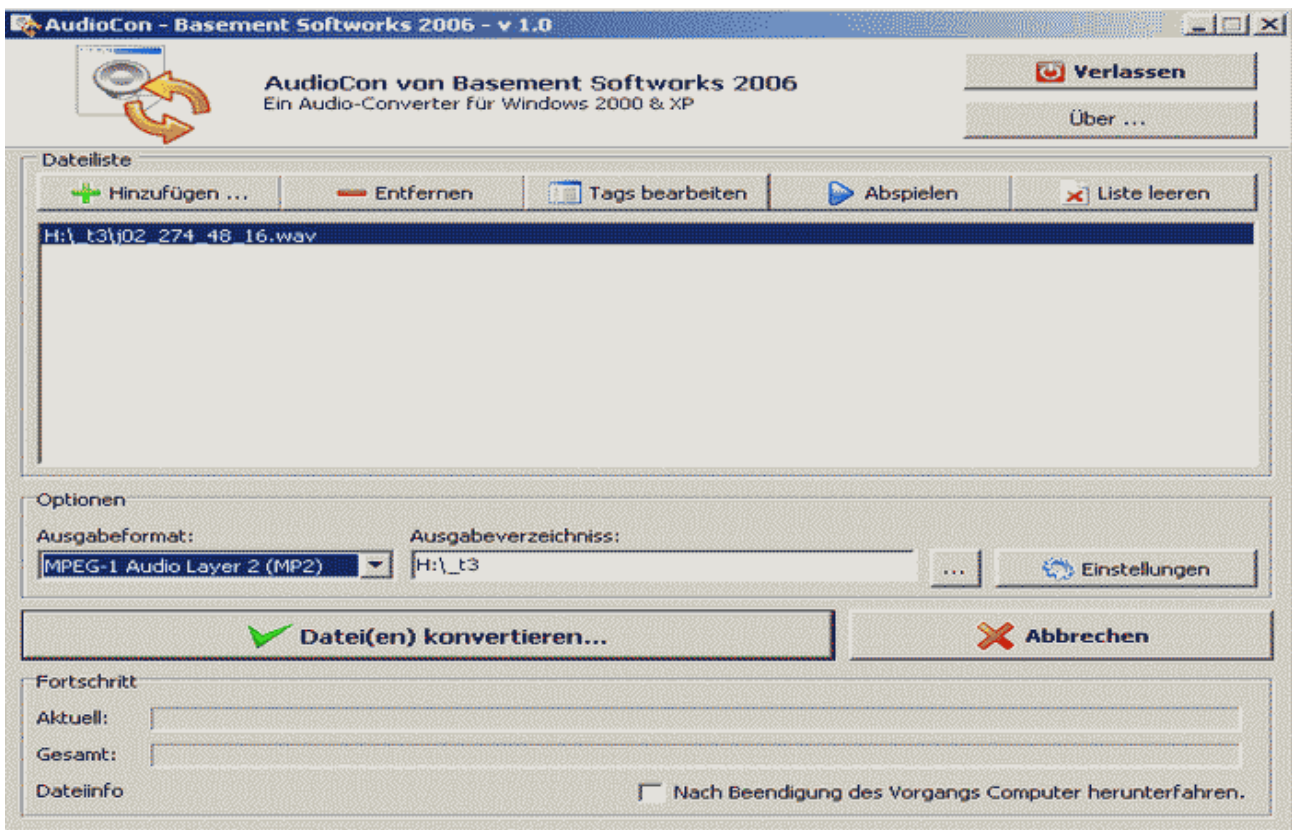 AudioCon - Basement Softworks 2006 - v 1.0
AudioCon von Basement Softworks 2006
Ein Audio-Converter für Windows 2000 & XP
Verlassen
Über ...
Dateiliste
Hinzufügen ...
Entfernen
Tags bearbeiten
Abspielen
Liste leeren
H:\_t3\j02_274_48_16.wav
Optionen
Ausgabeformat:
Ausgabeverzeichniss:
MPEG-1 Audio Layer 2 (MP2)
H:\_t3
...
Einstellungen
Datei(en) konvertieren...
Abbrechen
Fortschritt
Aktuell:
Gesamt:
Dateiinfo
Nach Beendigung des Vorgangs Computer herunterfahren.